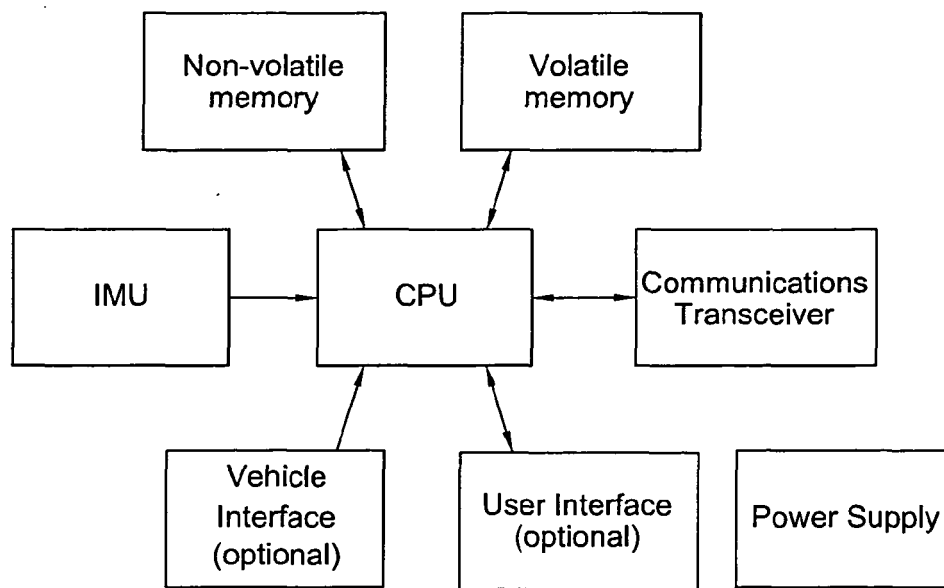 Non-volatile
memory
Volatile
memory
IMU
CPU
Communications
Transceiver
Vehicle
Interface
(optional)
User Interface
(optional)
Power Supply